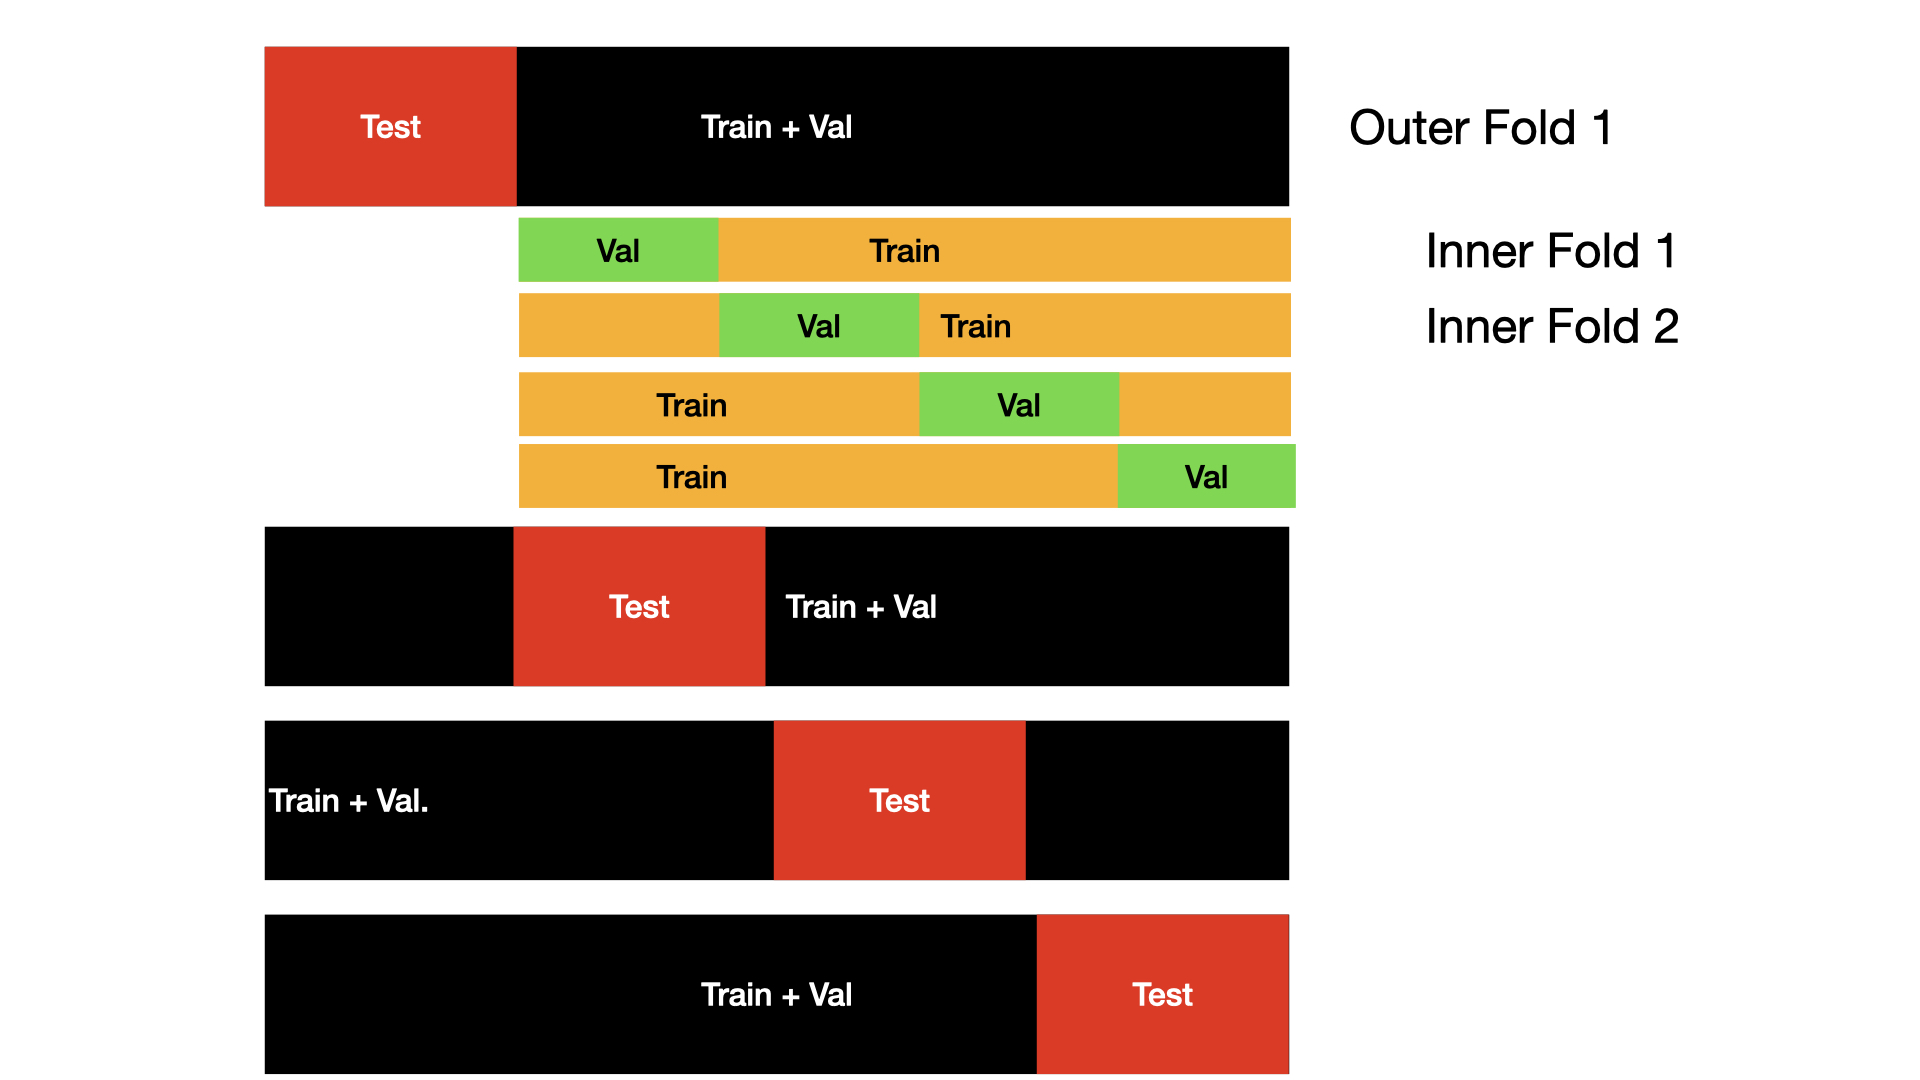 Test Train + Val Outer Fold 1
Val Train Inner Fold 1
Val Train Inner Fold 2
Train Val
Train Val
Test Train + Val
Train + Val. Test
Train + Val Test